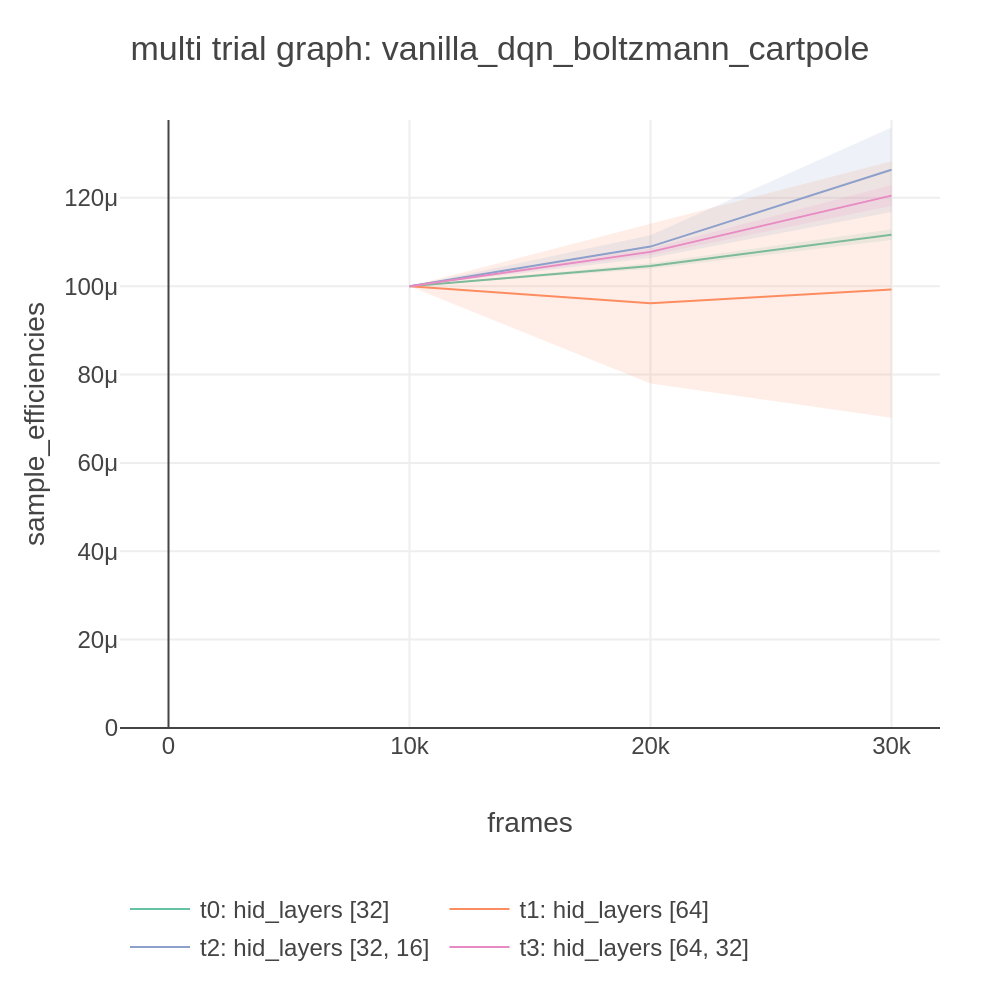 multi trial graph: vanilla_dqn_boltzmann_cartpole
120μ
100μ
80μ
60μ
40μ
20μ
0
sample_efficiencies
0 10k 20k 30k
frames
t0: hid_layers [32] t1: hid_layers [64]
t2: hid_layers [32, 16] t3: hid_layers [64, 32]